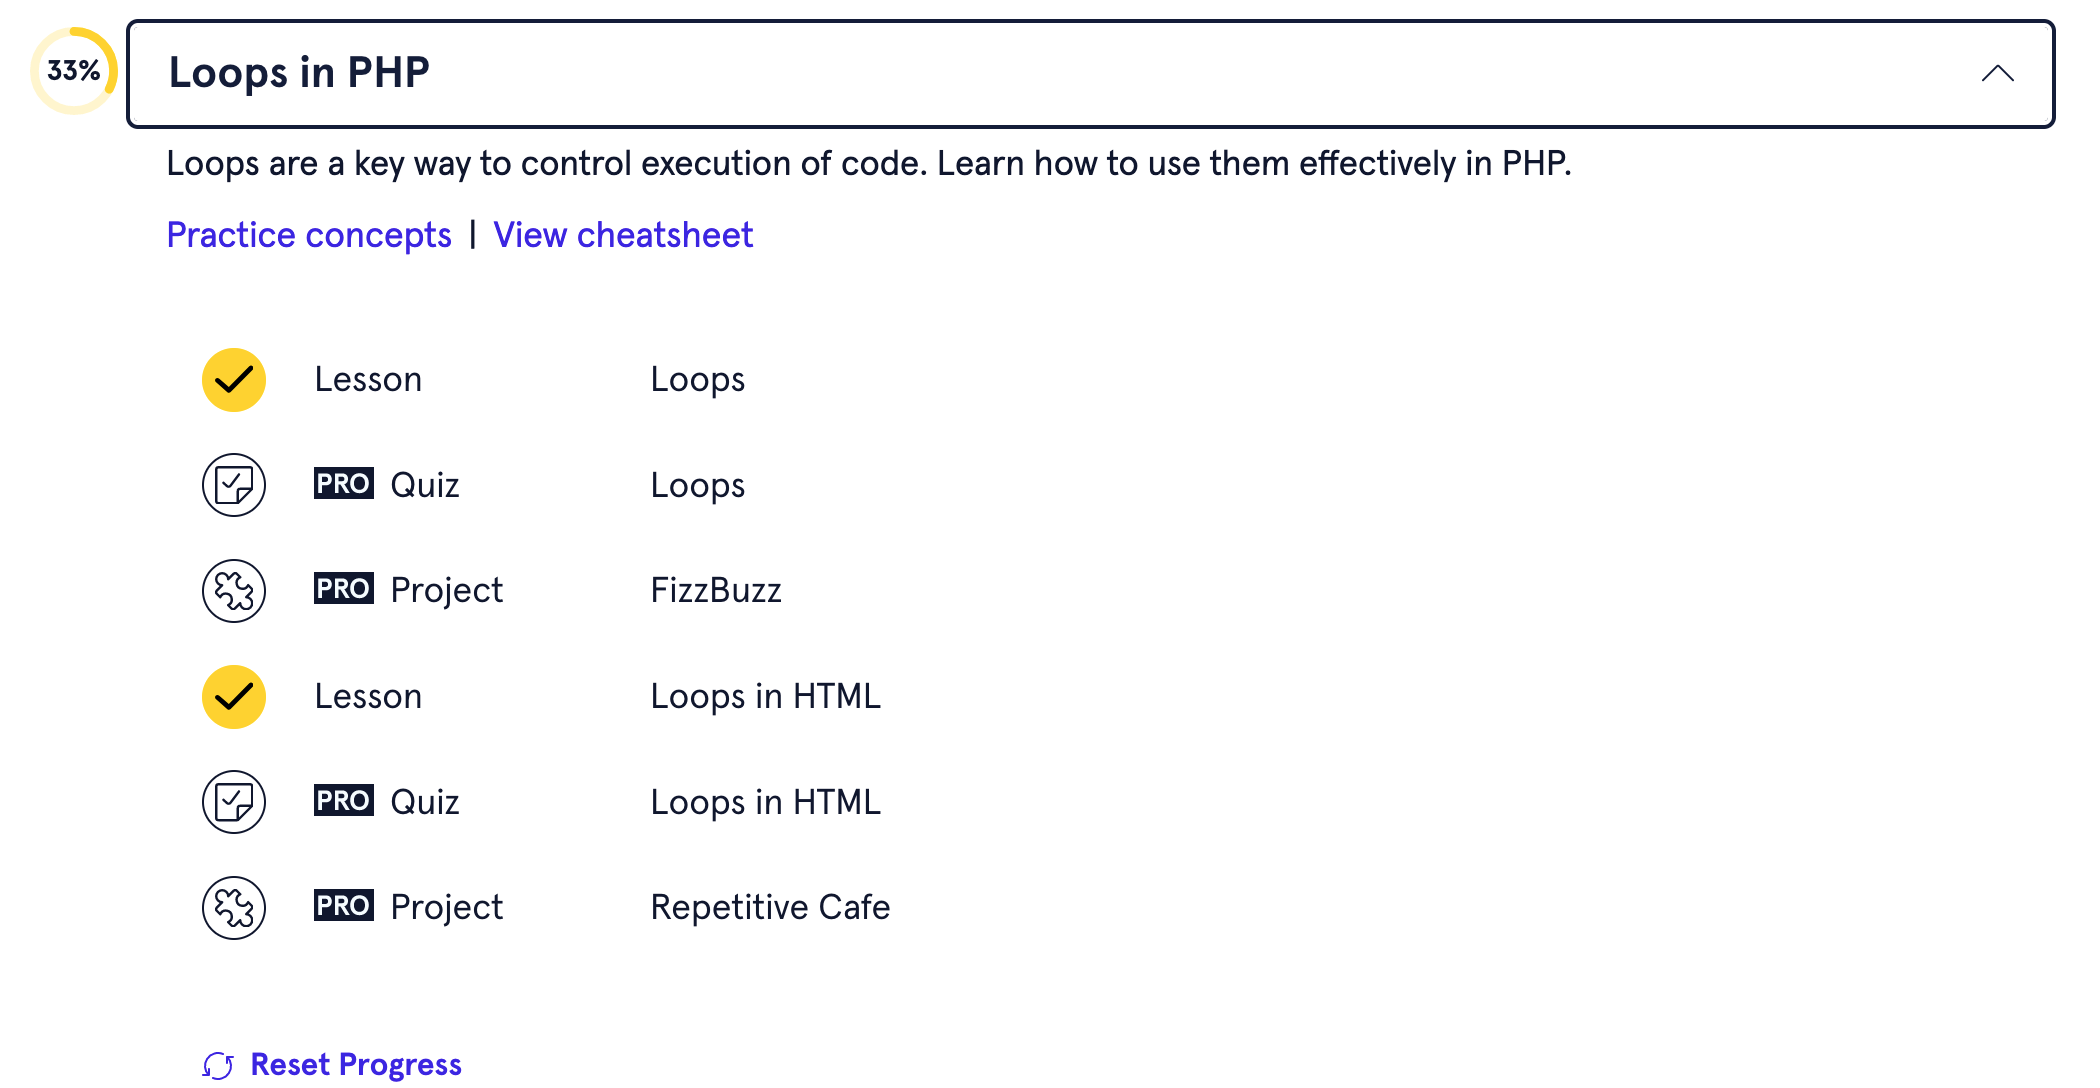 33%
Loops in PHP
Loops are a key way to control execution of code. Learn how to use them effectively in PHP.
Practice concepts | View cheatsheet
Lesson Loops
PRO Quiz Loops
PRO Project FizzBuzz
Lesson Loops in HTML
PRO Quiz Loops in HTML
PRO Project Repetitive Cafe
Reset Progress